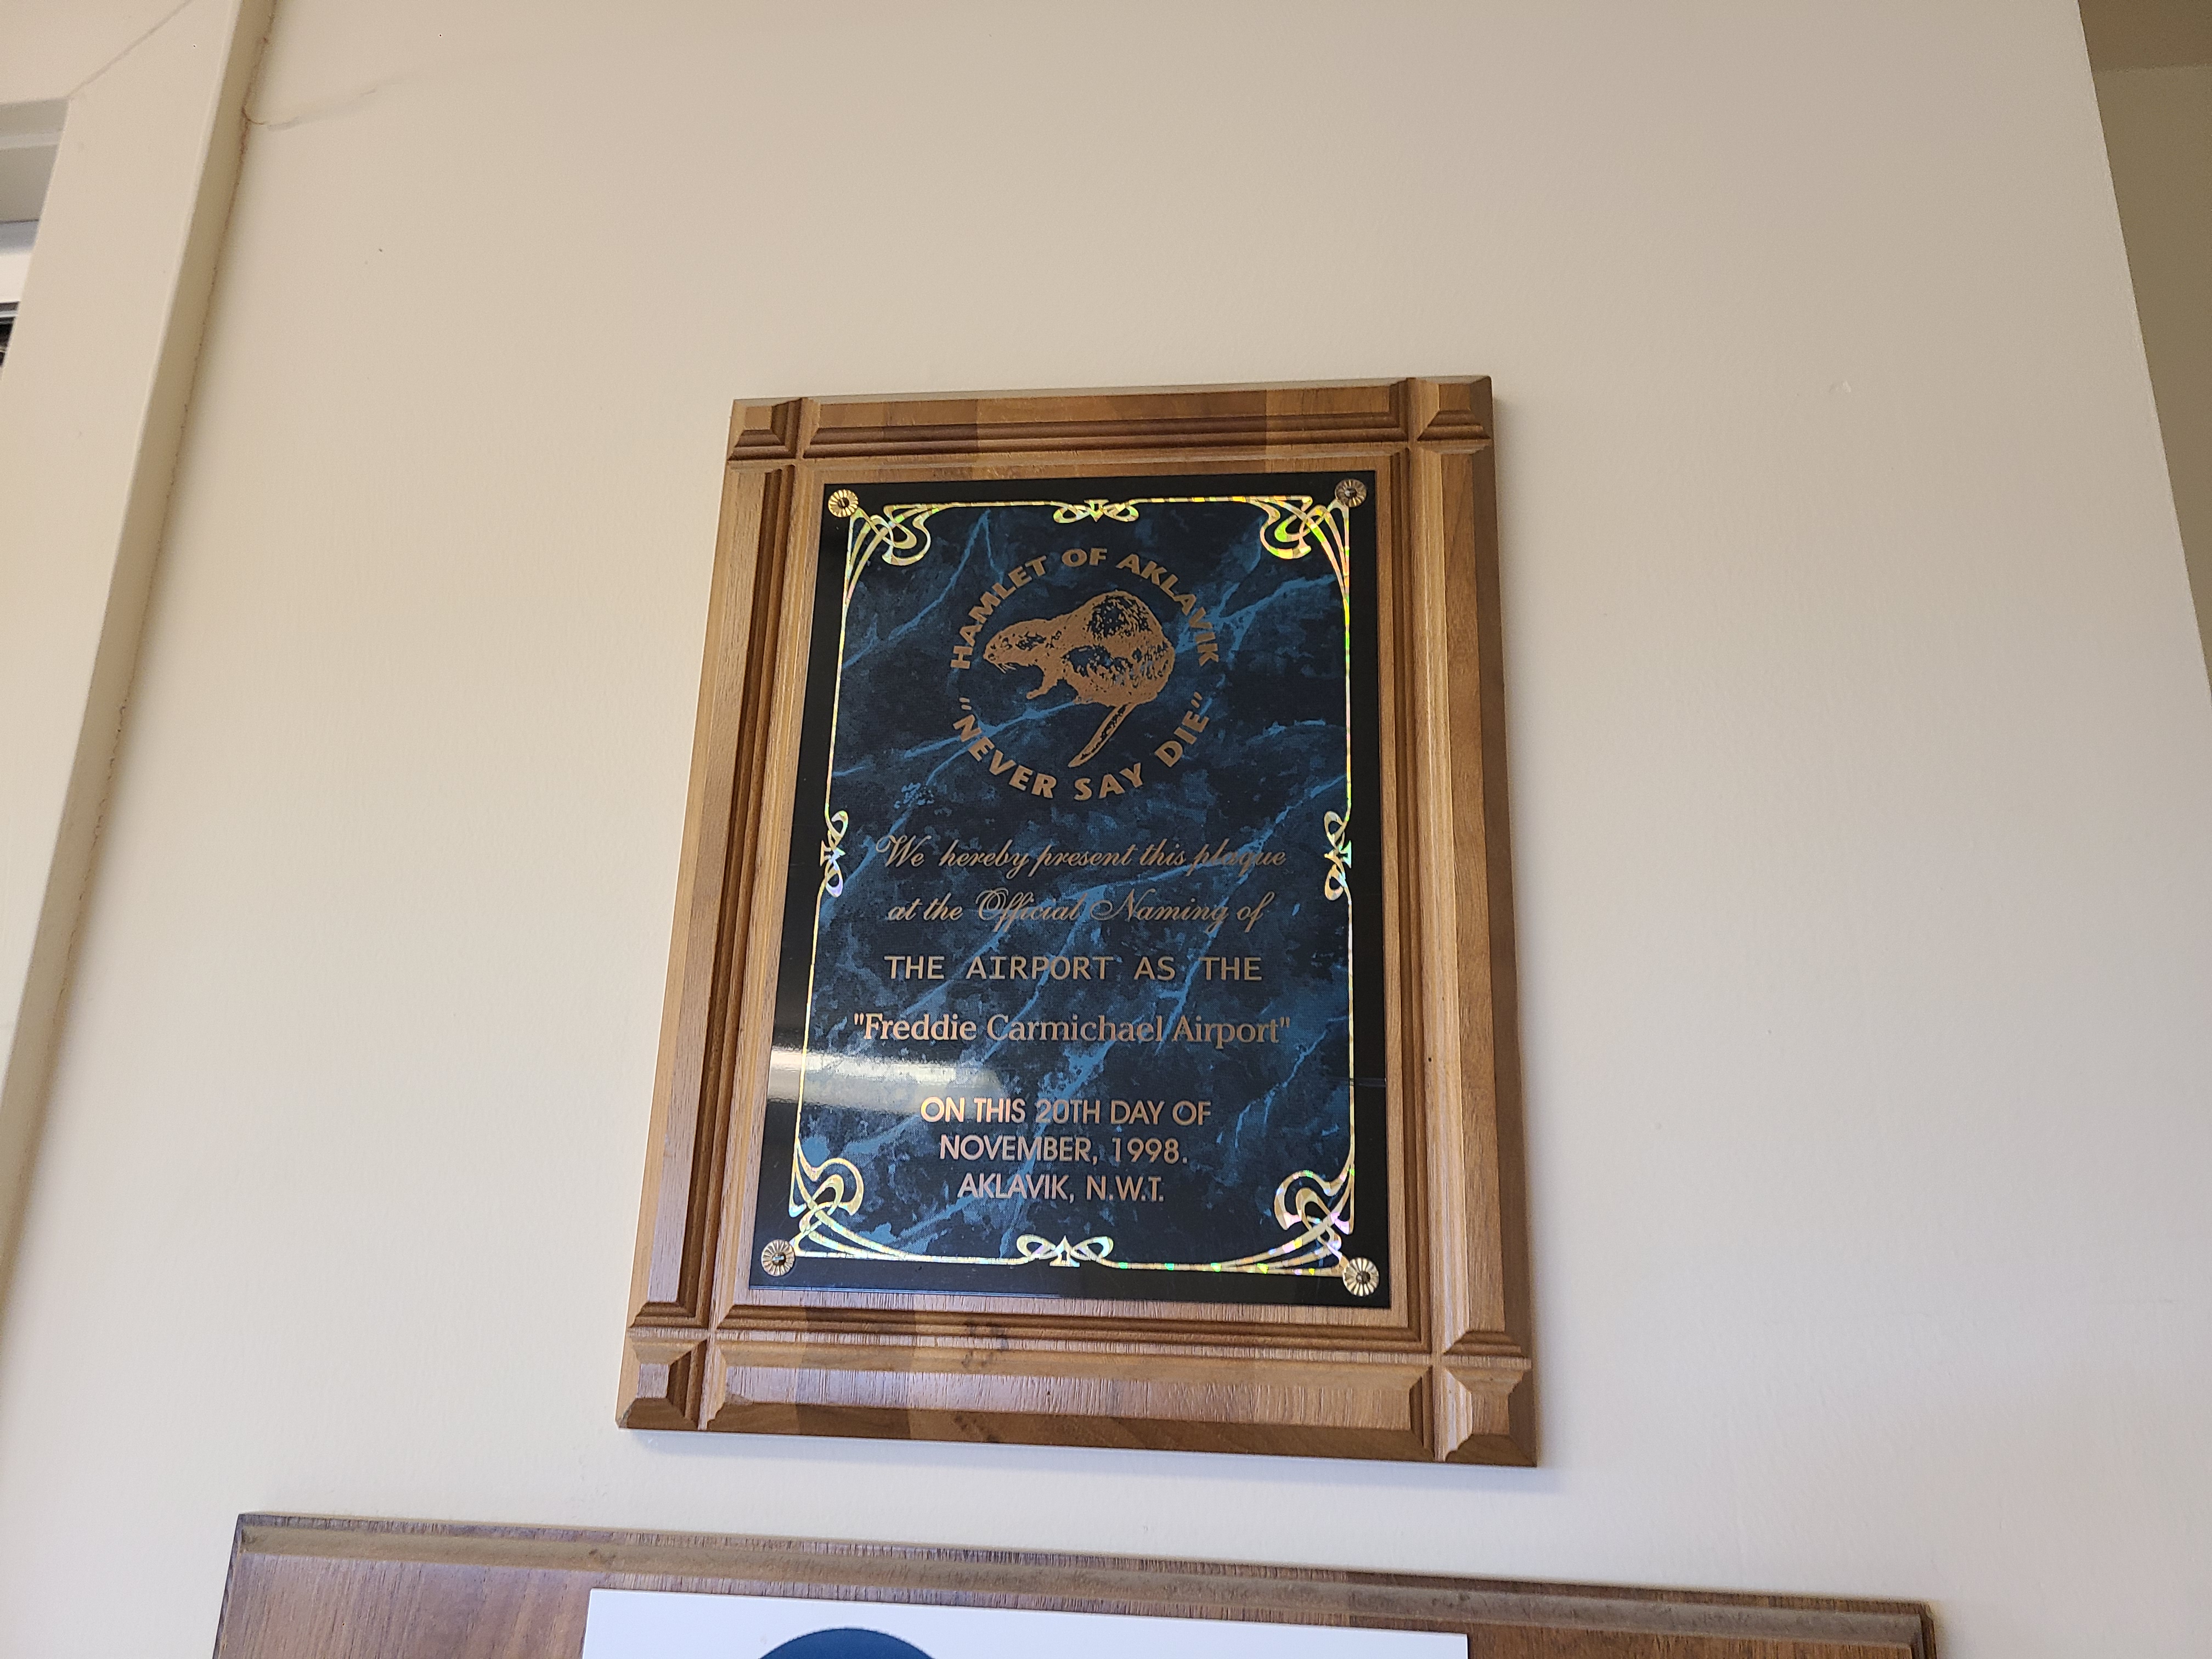 HAMLET OF AKLAVIK
"NEVER SAY DIE"
We hereby present this plaque
at the Official Naming of
THE AIRPORT AS THE
"Freddie Carmichael Airport"
ON THIS 20TH DAY OF
NOVEMBER, 1998.
AKLAVIK, N.W.T.